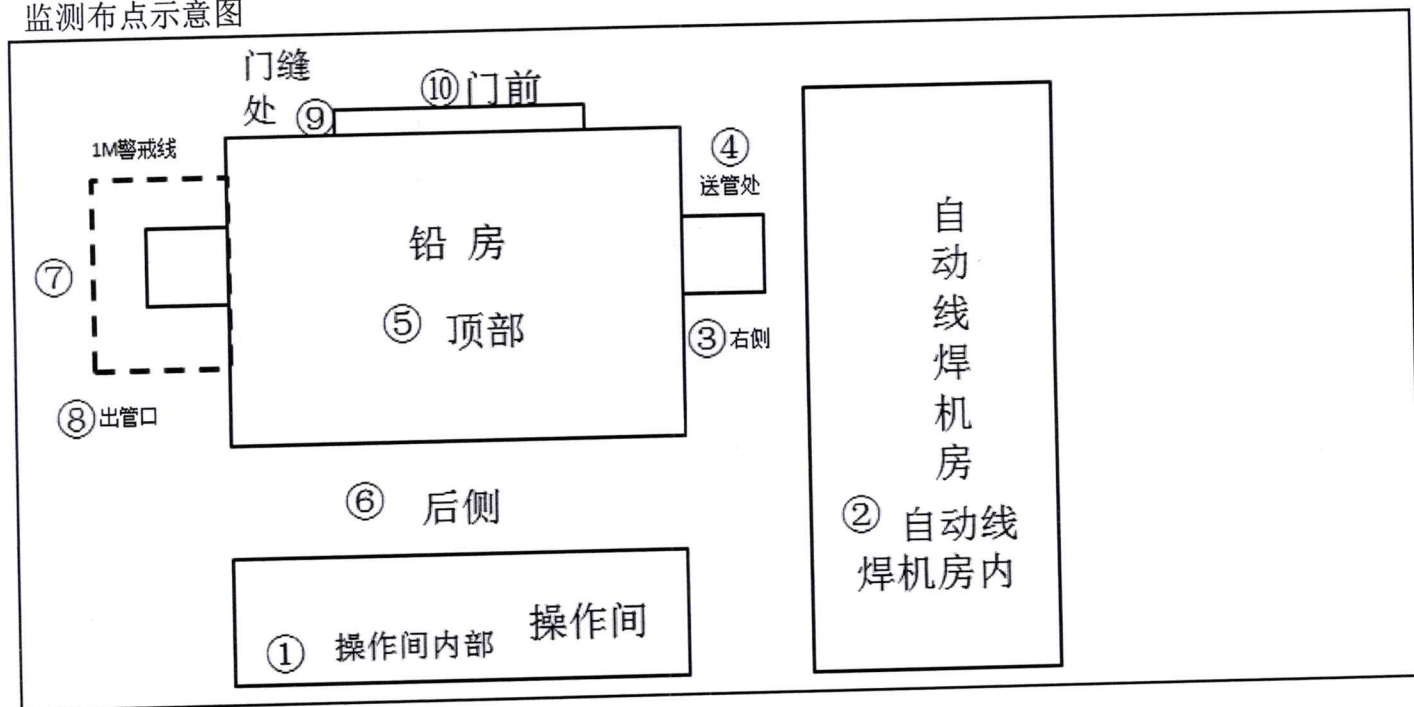 监测布点示意图
门缝
处 ⑨
⑩门前
1M警戒线
④
送管处
铅 房
⑦
⑤ 顶部
③右侧
⑧出管口
⑥ 后侧
自
动
线
焊
机
房
② 自动线
焊机房内
① 操作间内部 操作间